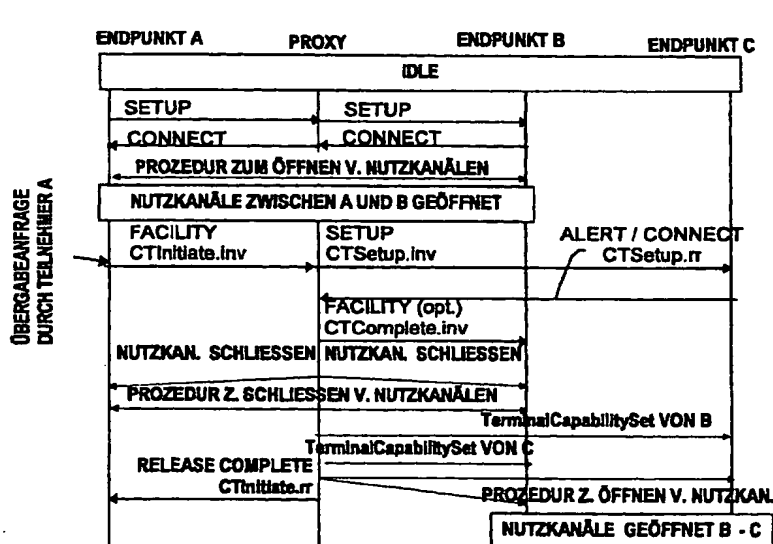 ENDPUNKT A
PROXY
ENDPUNKT B
ENDPUNKT C
IDLE
SETUP
SETUP
CONNECT
CONNECT
PROZEDUR ZUM ÖFFNEN V. NUTZKANÄLEN
NUTZKANÄLE ZWISCHEN A UND B GEÖFFNET
ÜBERGABEANFRAGE
DURCH TEILNEHMER A
FACILITY
CTInitiate.inv
SETUP
CTSetup.inv
ALERT / CONNECT
CTSetup.rr
FACILITY (opt.)
CTComplete.inv
NUTZKAN. SCHLIESSEN
NUTZKAN. SCHLIESSEN
PROZEDUR Z. SCHLIESSEN V. NUTZKANÄLEN
TerminalCapabilitySet VON B
TerminalCapabilitySet VON C
RELEASE COMPLETE
CTInitiate.rr
PROZEDUR Z. ÖFFNEN V. NUTZKAN.
NUTZKANÄLE GEÖFFNET B - C